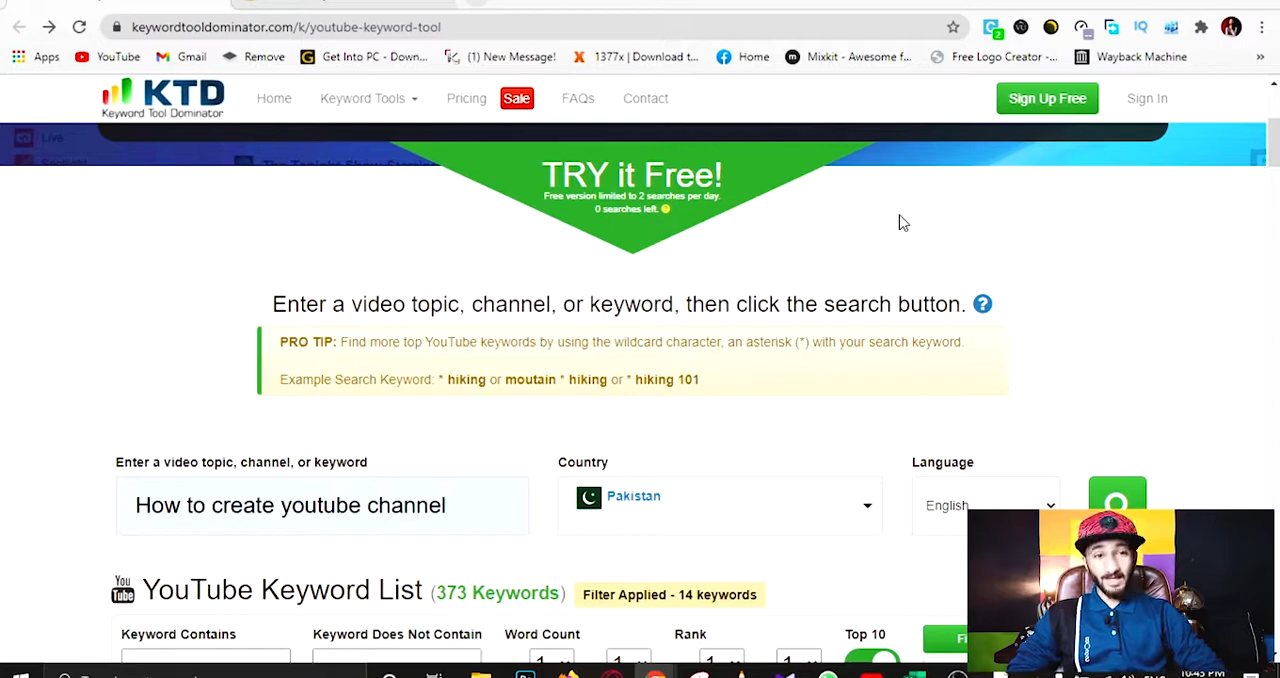 keywordtooldominator.com/k/youtube-keyword-tool
Apps YouTube Gmail Remove Get Into PC - Down... (1) New Message! 1377x | Download t... Home Mixkit - Awesome f... Free Logo Creator -... Wayback Machine »
KTD
Keyword Tool Dominator
Home Keyword Tools Pricing Sale FAQs Contact Sign Up Free Sign In
Live
TRY it Free!
Free version limited to 2 searches per day.
0 searches left.
Enter a video topic, channel, or keyword, then click the search button.
PRO TIP: Find more top YouTube keywords by using the wildcard character, an asterisk (*) with your search keyword.
Example Search Keyword: * hiking or moutain * hiking or * hiking 101
Enter a video topic, channel, or keyword Country Language
How to create youtube channel Pakistan English
You Tube YouTube Keyword List (373 Keywords) Filter Applied - 14 keywords
Keyword Contains Keyword Does Not Contain Word Count Rank Top 10